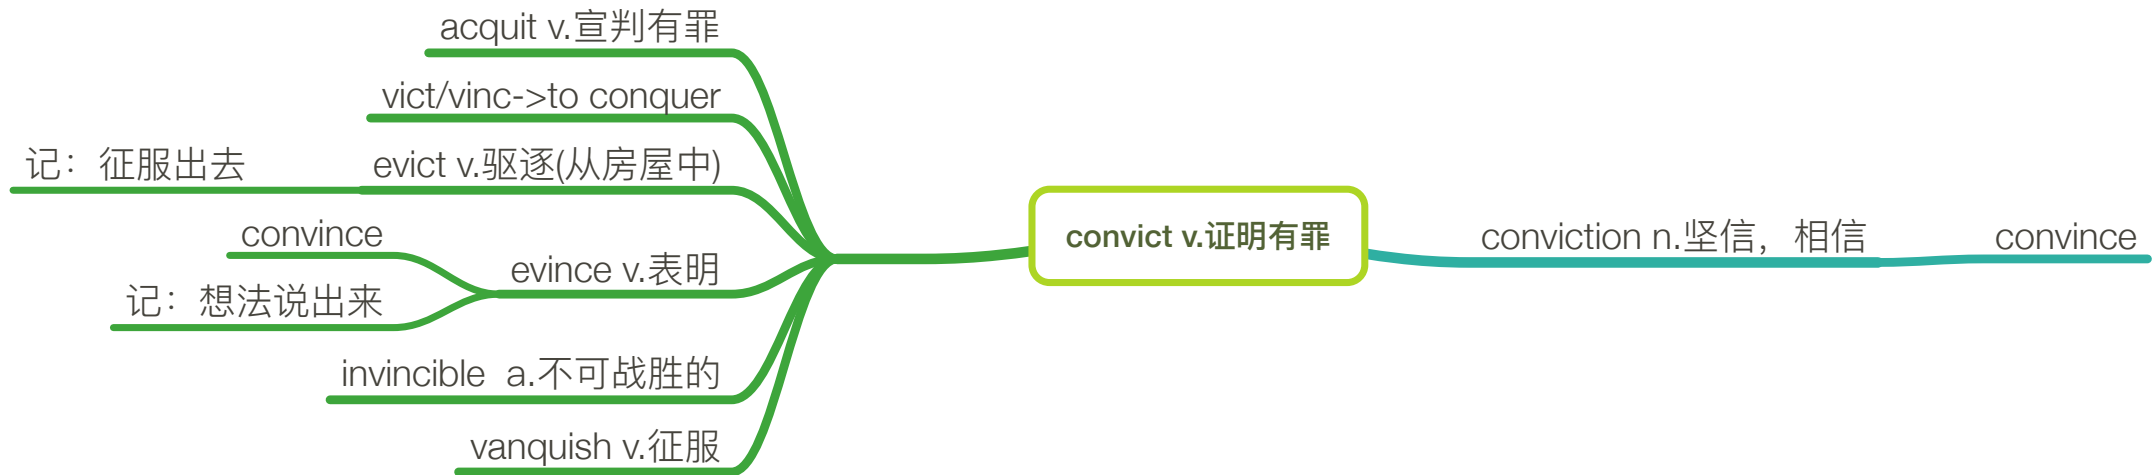 acquit v.宣判有罪
vict/vinc->to conquer
记：征服出去
evict v.驱逐(从房屋中)
convince
evince v.表明
记：想法说出来
invincible a.不可战胜的
vanquish v.征服
convict v.证明有罪
conviction n.坚信，相信
convince